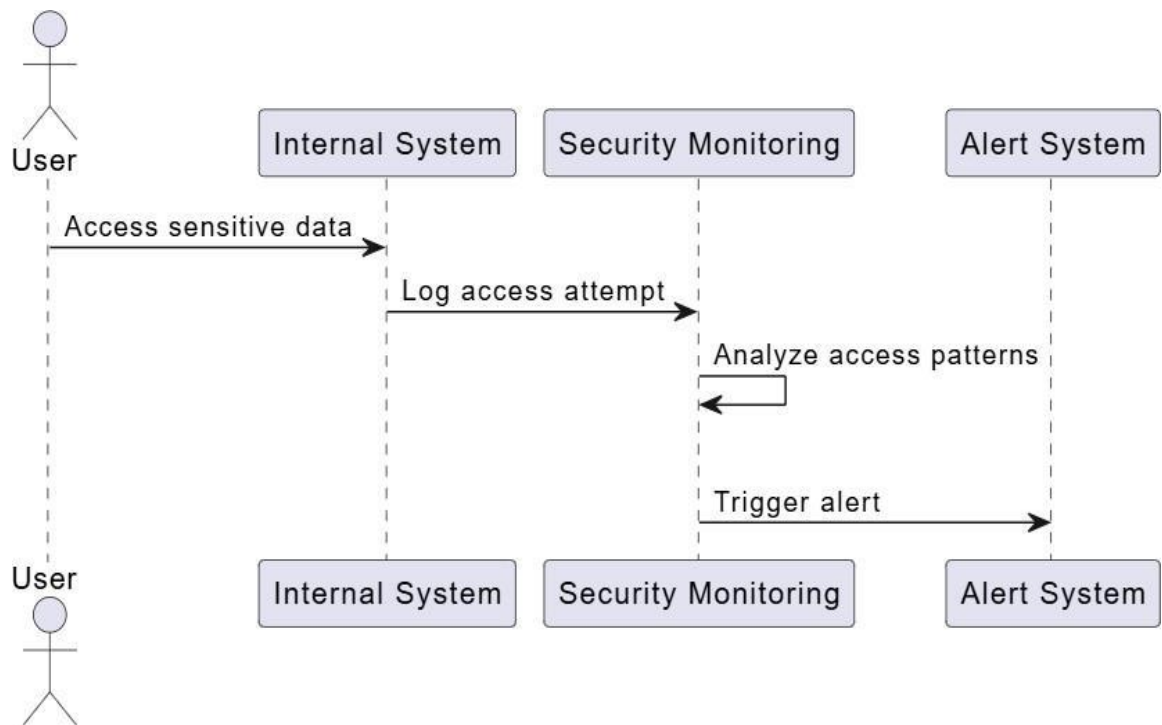 User
Internal System
Security Monitoring
Alert System
Access sensitive data
Log access attempt
Analyze access patterns
Trigger alert
User
Internal System
Security Monitoring
Alert System